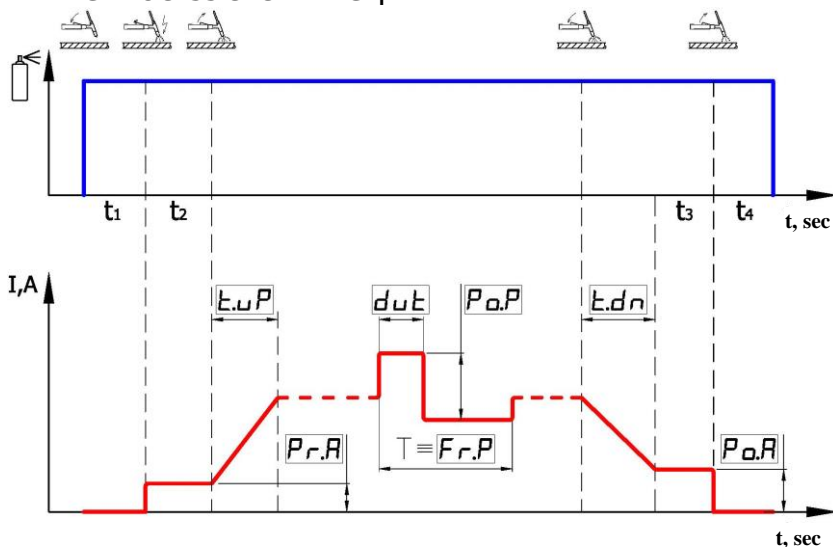 t1 t2 t3 t4
t, sec
I,A
t.uP dut Po.P t.dn
Pr.A T ≡ Fr.P Po.A
t, sec